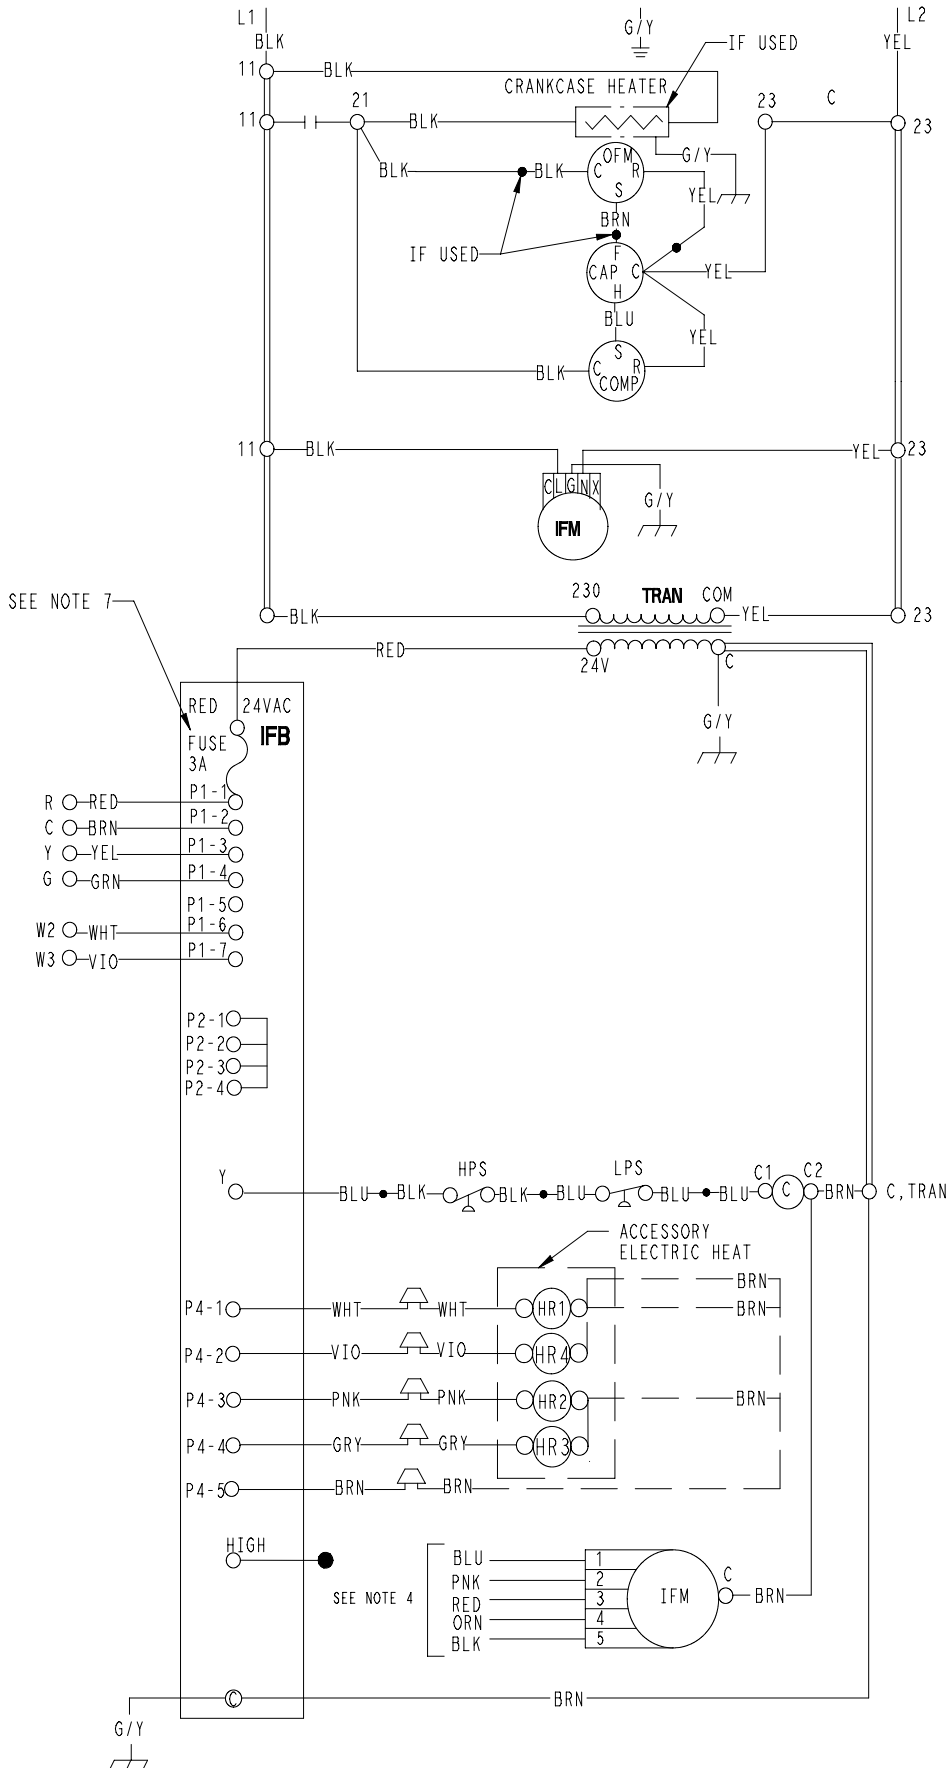 L1
G/Y
L2
BLK
YEL
IF USED
11
BLK
CRANKCASE HEATER
11
21
BLK
23
C
23
G/Y
BLK
BLK
OFM
C
R
S
YEL
BRN
IF USED
F
CAP
C
H
YEL
BLU
YEL
S
BLK
C
R
COMP
11
BLK
YEL
23
C L G N X
G/Y
IFM
SEE NOTE 7
230
TRAN
COM
BLK
YEL
23
RED
24V
C
RED
24VAC
IFB
G/Y
FUSE
3A
R
RED
P1-1
C
BRN
P1-2
Y
YEL
P1-3
G
GRN
P1-4
P1-5
W2
WHT
P1-6
W3
VIO
P1-7
P2-1
P2-2
P2-3
P2-4
Y
HPS
LPS
C1
C2
BLU
BLK
BLK
BLU
BLU
BLU
C
BRN
C, TRAN
ACCESSORY
ELECTRIC HEAT
BRN
P4-1
WHT
WHT
HR1
BRN
P4-2
VIO
VIO
HR4
P4-3
PNK
PNK
HR2
BRN
P4-4
GRY
GRY
HR3
P4-5
BRN
BRN
HIGH
SEE NOTE 4
BLU
1
PNK
2
RED
3
ORN
4
BLK
5
IFM
C
BRN
C
BRN
G/Y